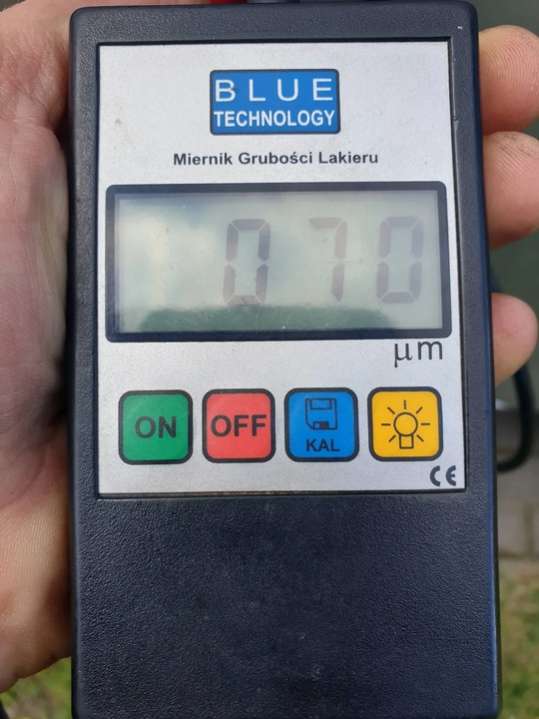 BLUE
TECHNOLOGY
Miernik Grubości Lakieru
070
µm
ON
OFF
KAL
CE